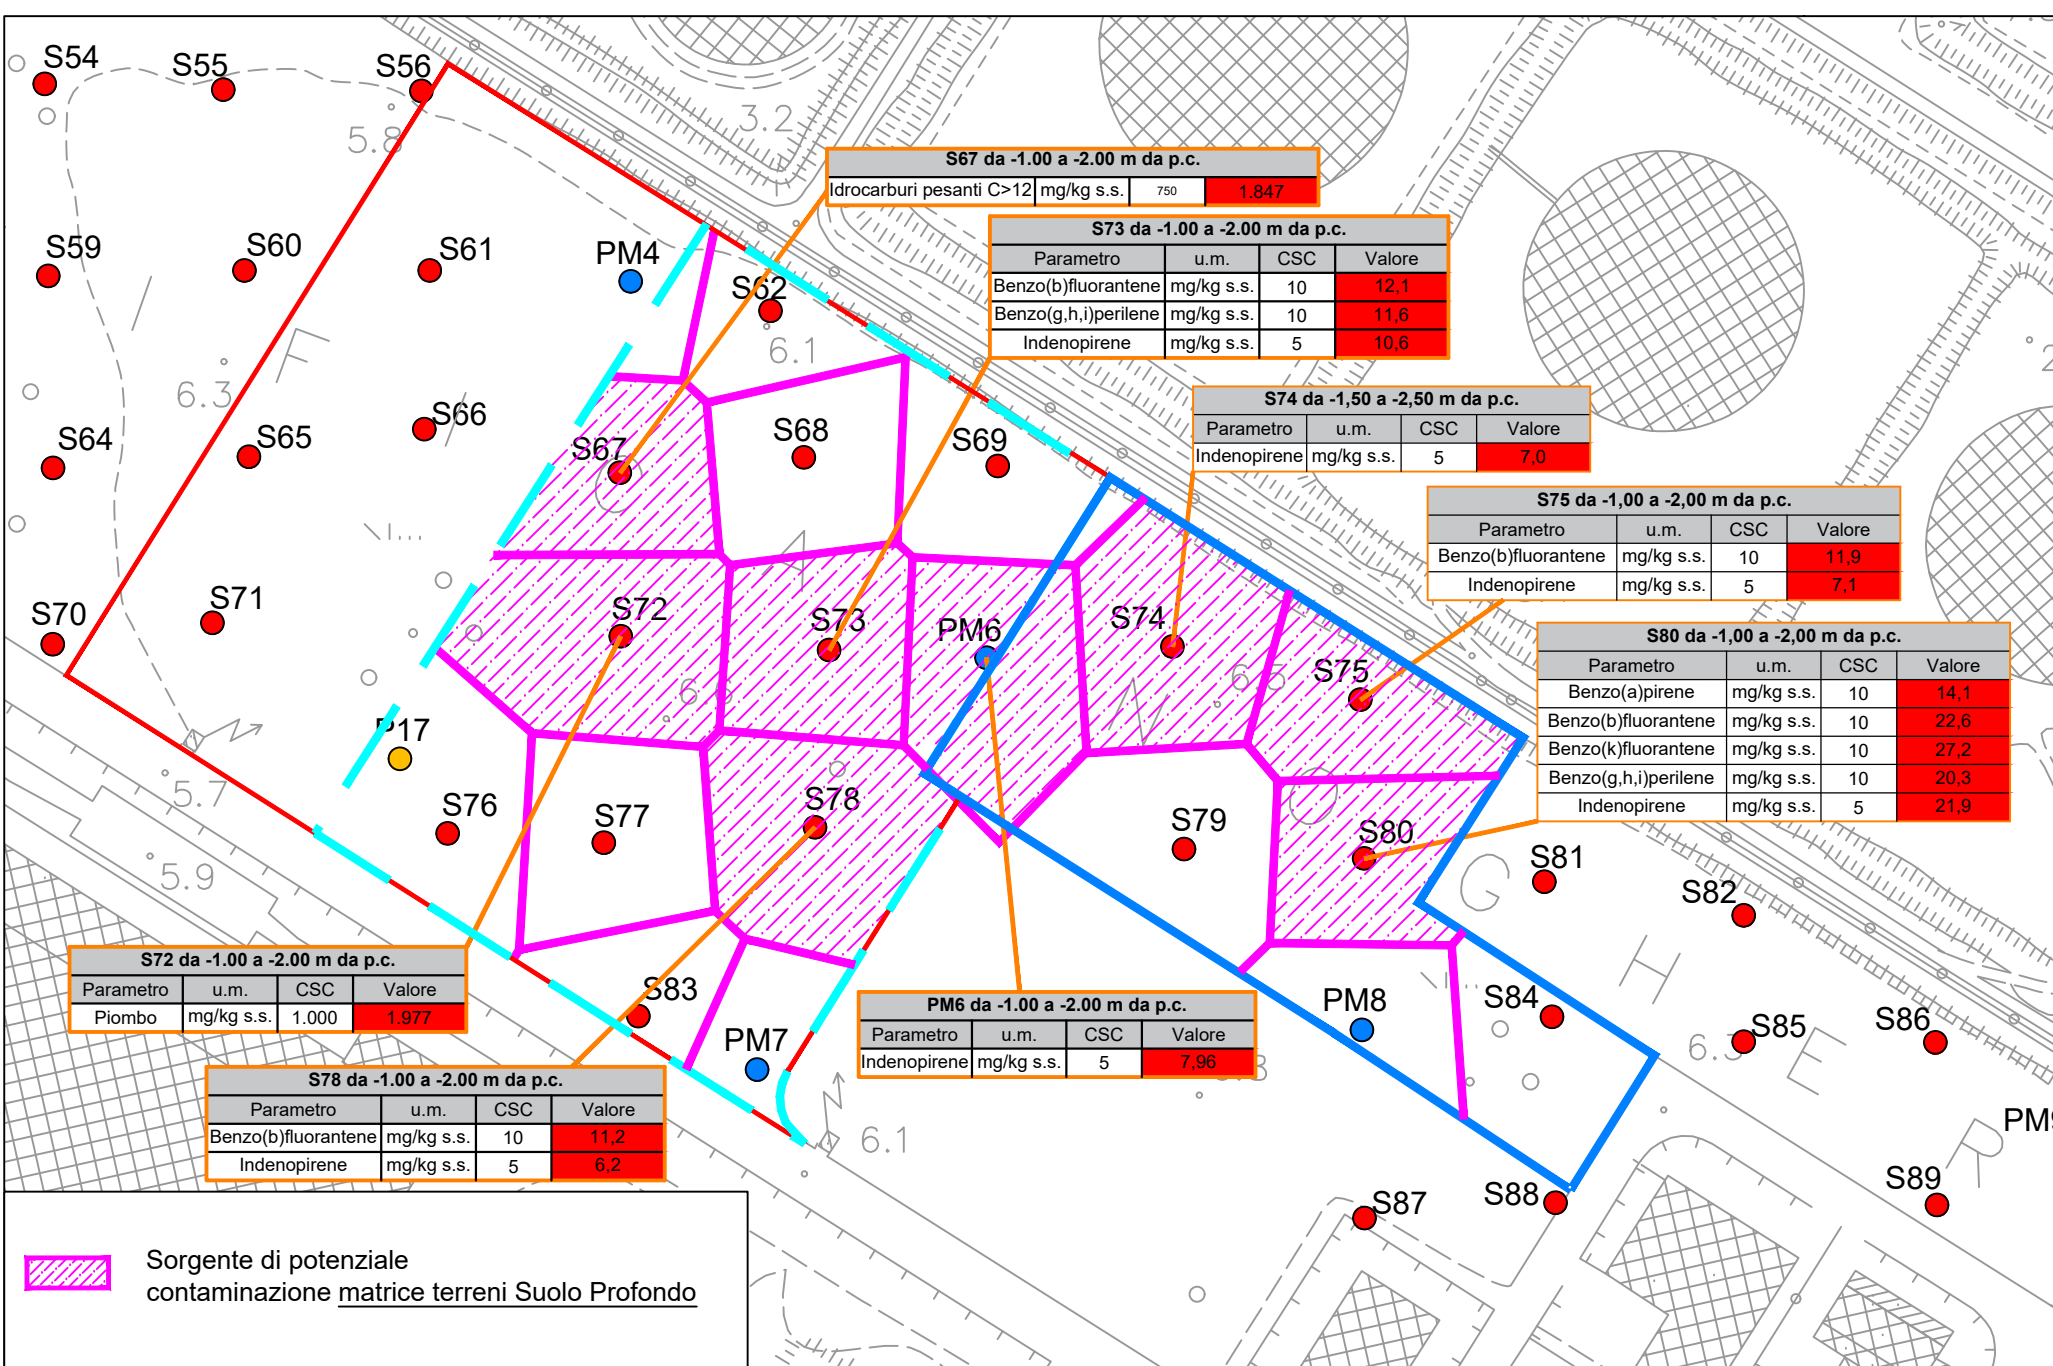 S54
S55
S56
3.2
5.8
S67 da -1.00 a -2.00 m da p.c.
Idrocarburi pesanti C>12 mg/kg s.s. 750 1.847
S73 da -1.00 a -2.00 m da p.c.
Parametro u.m. CSC Valore
Benzo(b)fluorantene mg/kg s.s. 10 12,1
Benzo(g,h,i)perilene mg/kg s.s. 10 11,6
Indenopirene mg/kg s.s. 5 10,6
S59
S60
S61
PM4
S62
6.1
F
6.3
S64
S65
S66
S67
S68
S69
S74 da -1,50 a -2,50 m da p.c.
Parametro u.m. CSC Valore
Indenopirene mg/kg s.s. 5 7,0
S75 da -1,00 a -2,00 m da p.c.
Parametro u.m. CSC Valore
Benzo(b)fluorantene mg/kg s.s. 10 11,9
Indenopirene mg/kg s.s. 5 7,1
O
A
S70
S71
S72
S73
PM6
S74
S75
6.6
6.5
N
S80 da -1,00 a -2,00 m da p.c.
Parametro u.m. CSC Valore
Benzo(a)pirene mg/kg s.s. 10 14,1
Benzo(b)fluorantene mg/kg s.s. 10 22,6
Benzo(k)fluorantene mg/kg s.s. 10 27,2
Benzo(g,h,i)perilene mg/kg s.s. 10 20,3
Indenopirene mg/kg s.s. 5 21,9
P17
5.7
S76
S77
S78
S79
O
S80
G
S81
S82
5.9
S72 da -1.00 a -2.00 m da p.c.
Parametro u.m. CSC Valore
Piombo mg/kg s.s. 1.000 1.977
S83
PM7
PM6 da -1.00 a -2.00 m da p.c.
Parametro u.m. CSC Valore
Indenopirene mg/kg s.s. 5 7,96
PM8
S84
H
6.3
S85
E
S86
S78 da -1.00 a -2.00 m da p.c.
Parametro u.m. CSC Valore
Benzo(b)fluorantene mg/kg s.s. 10 11,2
Indenopirene mg/kg s.s. 5 6,2
6.1
R
PM9
S87
S88
S89
Sorgente di potenziale
contaminazione matrice terreni Suolo Profondo